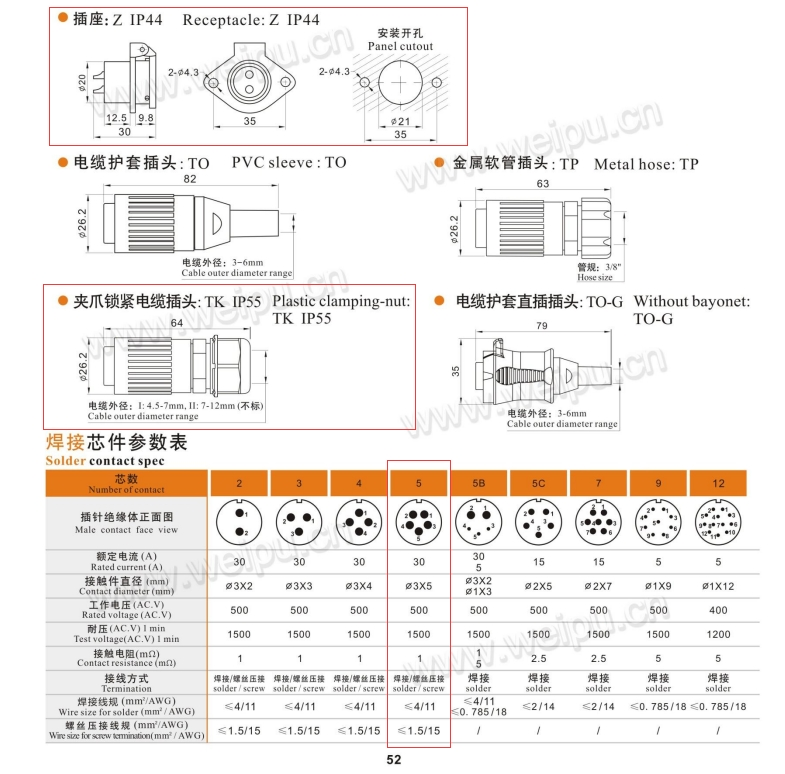 插座: Z IP44 Receptacle: Z IP44
安装开孔
Panel cutout
2-ø4.3
2-ø4.3
ø20
12.5
9.8
30
35
ø21
35
www.weipu.cn
电缆护套插头: TO PVC sleeve : TO
82
ø26.2
电缆外径: 3~6mm
Cable outer diameter range
金属软管插头: TP Metal hose: TP
63
ø26.2
管规: 3/8"
Hose size
www.weipu.cn
夹爪锁紧电缆插头: TK IP55 Plastic clamping-nut:
TK IP55
64
ø26.2
电缆外径: I: 4.5-7mm, II: 7-12mm (不标)
Cable outer diameter range
www.weipu.cn
电缆护套直插插头: TO-G Without bayonet:
TO-G
79
35
电缆外径: 3-6mm
Cable outer diameter range
www.weipu.cn
焊接芯件参数表
Solder contact spec
芯数 2 3 4 5 5B 5C 7 9 12
Number of contact
插针绝缘体正面图
Male contact face view
额定电流 (A) 30 30 30 30 30 15 15 5 5
Rated current (A) 5
接触件直径 (mm) ø3X2 ø3X3 ø3X4 ø3X5 ø3X2 ø2X5 ø2X7 ø1X9 ø1X12
Contact diameter (mm) ø1X3
工作电压 (AC.V) 500 500 500 500 500 500 500 500 400
Rated voltage (AC.V)
耐压 (AC.V) 1 min 1500 1500 1500 1500 1500 1500 1500 1500 1200
Test voltage(AC.V) 1 min
接触电阻(mΩ) 1 1 1 1 1 2.5 2.5 5 5
Contact resistance (mΩ) 5
接线方式 焊接/螺丝压接 焊接/螺丝压接 焊接/螺丝压接 焊接/螺丝压接 焊接 焊接 焊接 焊接 焊接
Termination solder / screw solder / screw solder / screw solder / screw solder solder solder solder solder
焊接线规 (mm²/AWG) ≤4/11 ≤4/11 ≤4/11 ≤4/11 ≤4/11 ≤2/14 ≤2/14 ≤0.785/18 ≤0.785/18
Wire size for solder (mm²/AWG) ≤0.785/18
螺丝压接线规 (mm²/AWG) ≤1.5/15 ≤1.5/15 ≤1.5/15 ≤1.5/15 / / / / /
Wire size for screw termination(mm²/AWG)
52